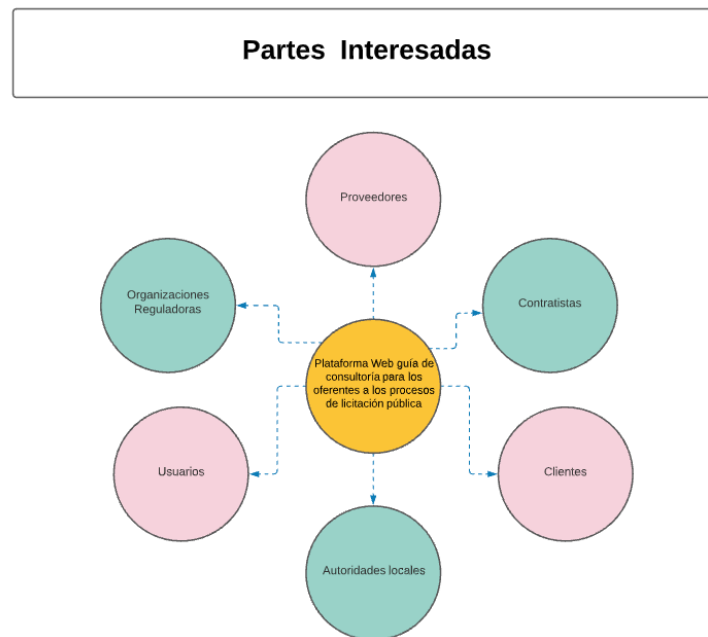 Partes Interesadas
Proveedores
Organizaciones
Reguladoras
Contratistas
Plataforma Web guía de
consultoría para los
oferentes a los procesos
de licitación pública
Usuarios
Clientes
Autoridades locales